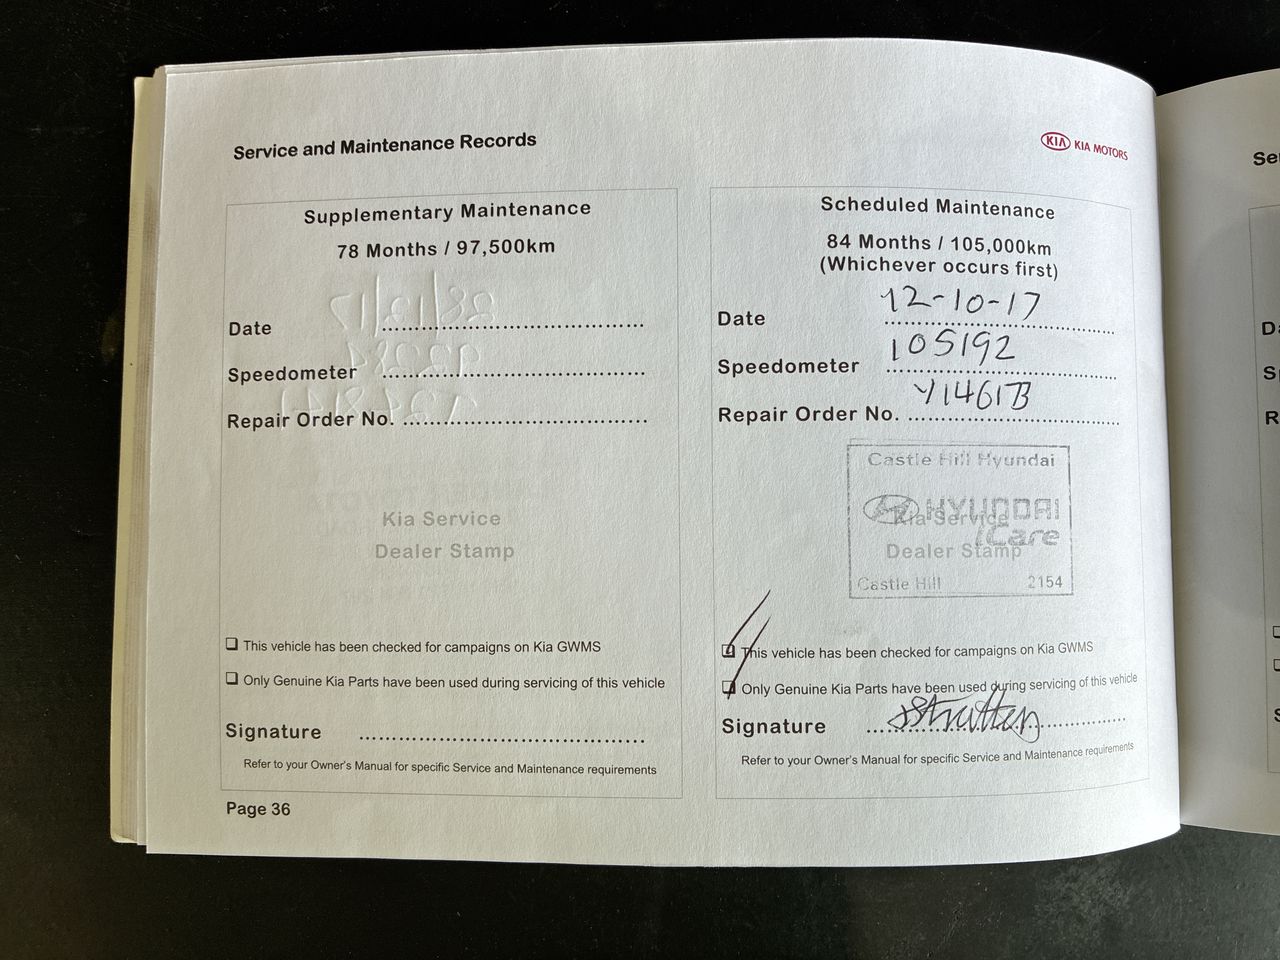 Service and Maintenance Records
KIA KIA MOTORS
Supplementary Maintenance
78 Months / 97,500km
Date
Speedometer
Repair Order No.
Kia Service
Dealer Stamp
❏ This vehicle has been checked for campaigns on Kia GWMS
❏ Only Genuine Kia Parts have been used during servicing of this vehicle
Signature
Refer to your Owner's Manual for specific Service and Maintenance requirements
Page 36
Scheduled Maintenance
84 Months / 105,000km
(Whichever occurs first)
Date 12-10-17
Speedometer 105192
Repair Order No. Y1461B
Castle Hill Hyundai
HYUNDAI
Kia Service
iCare
Dealer Stamp
Castle Hill 2154
This vehicle has been checked for campaigns on Kia GWMS
Only Genuine Kia Parts have been used during servicing of this vehicle
Signature
Refer to your Owner's Manual for specific Service and Maintenance requirements